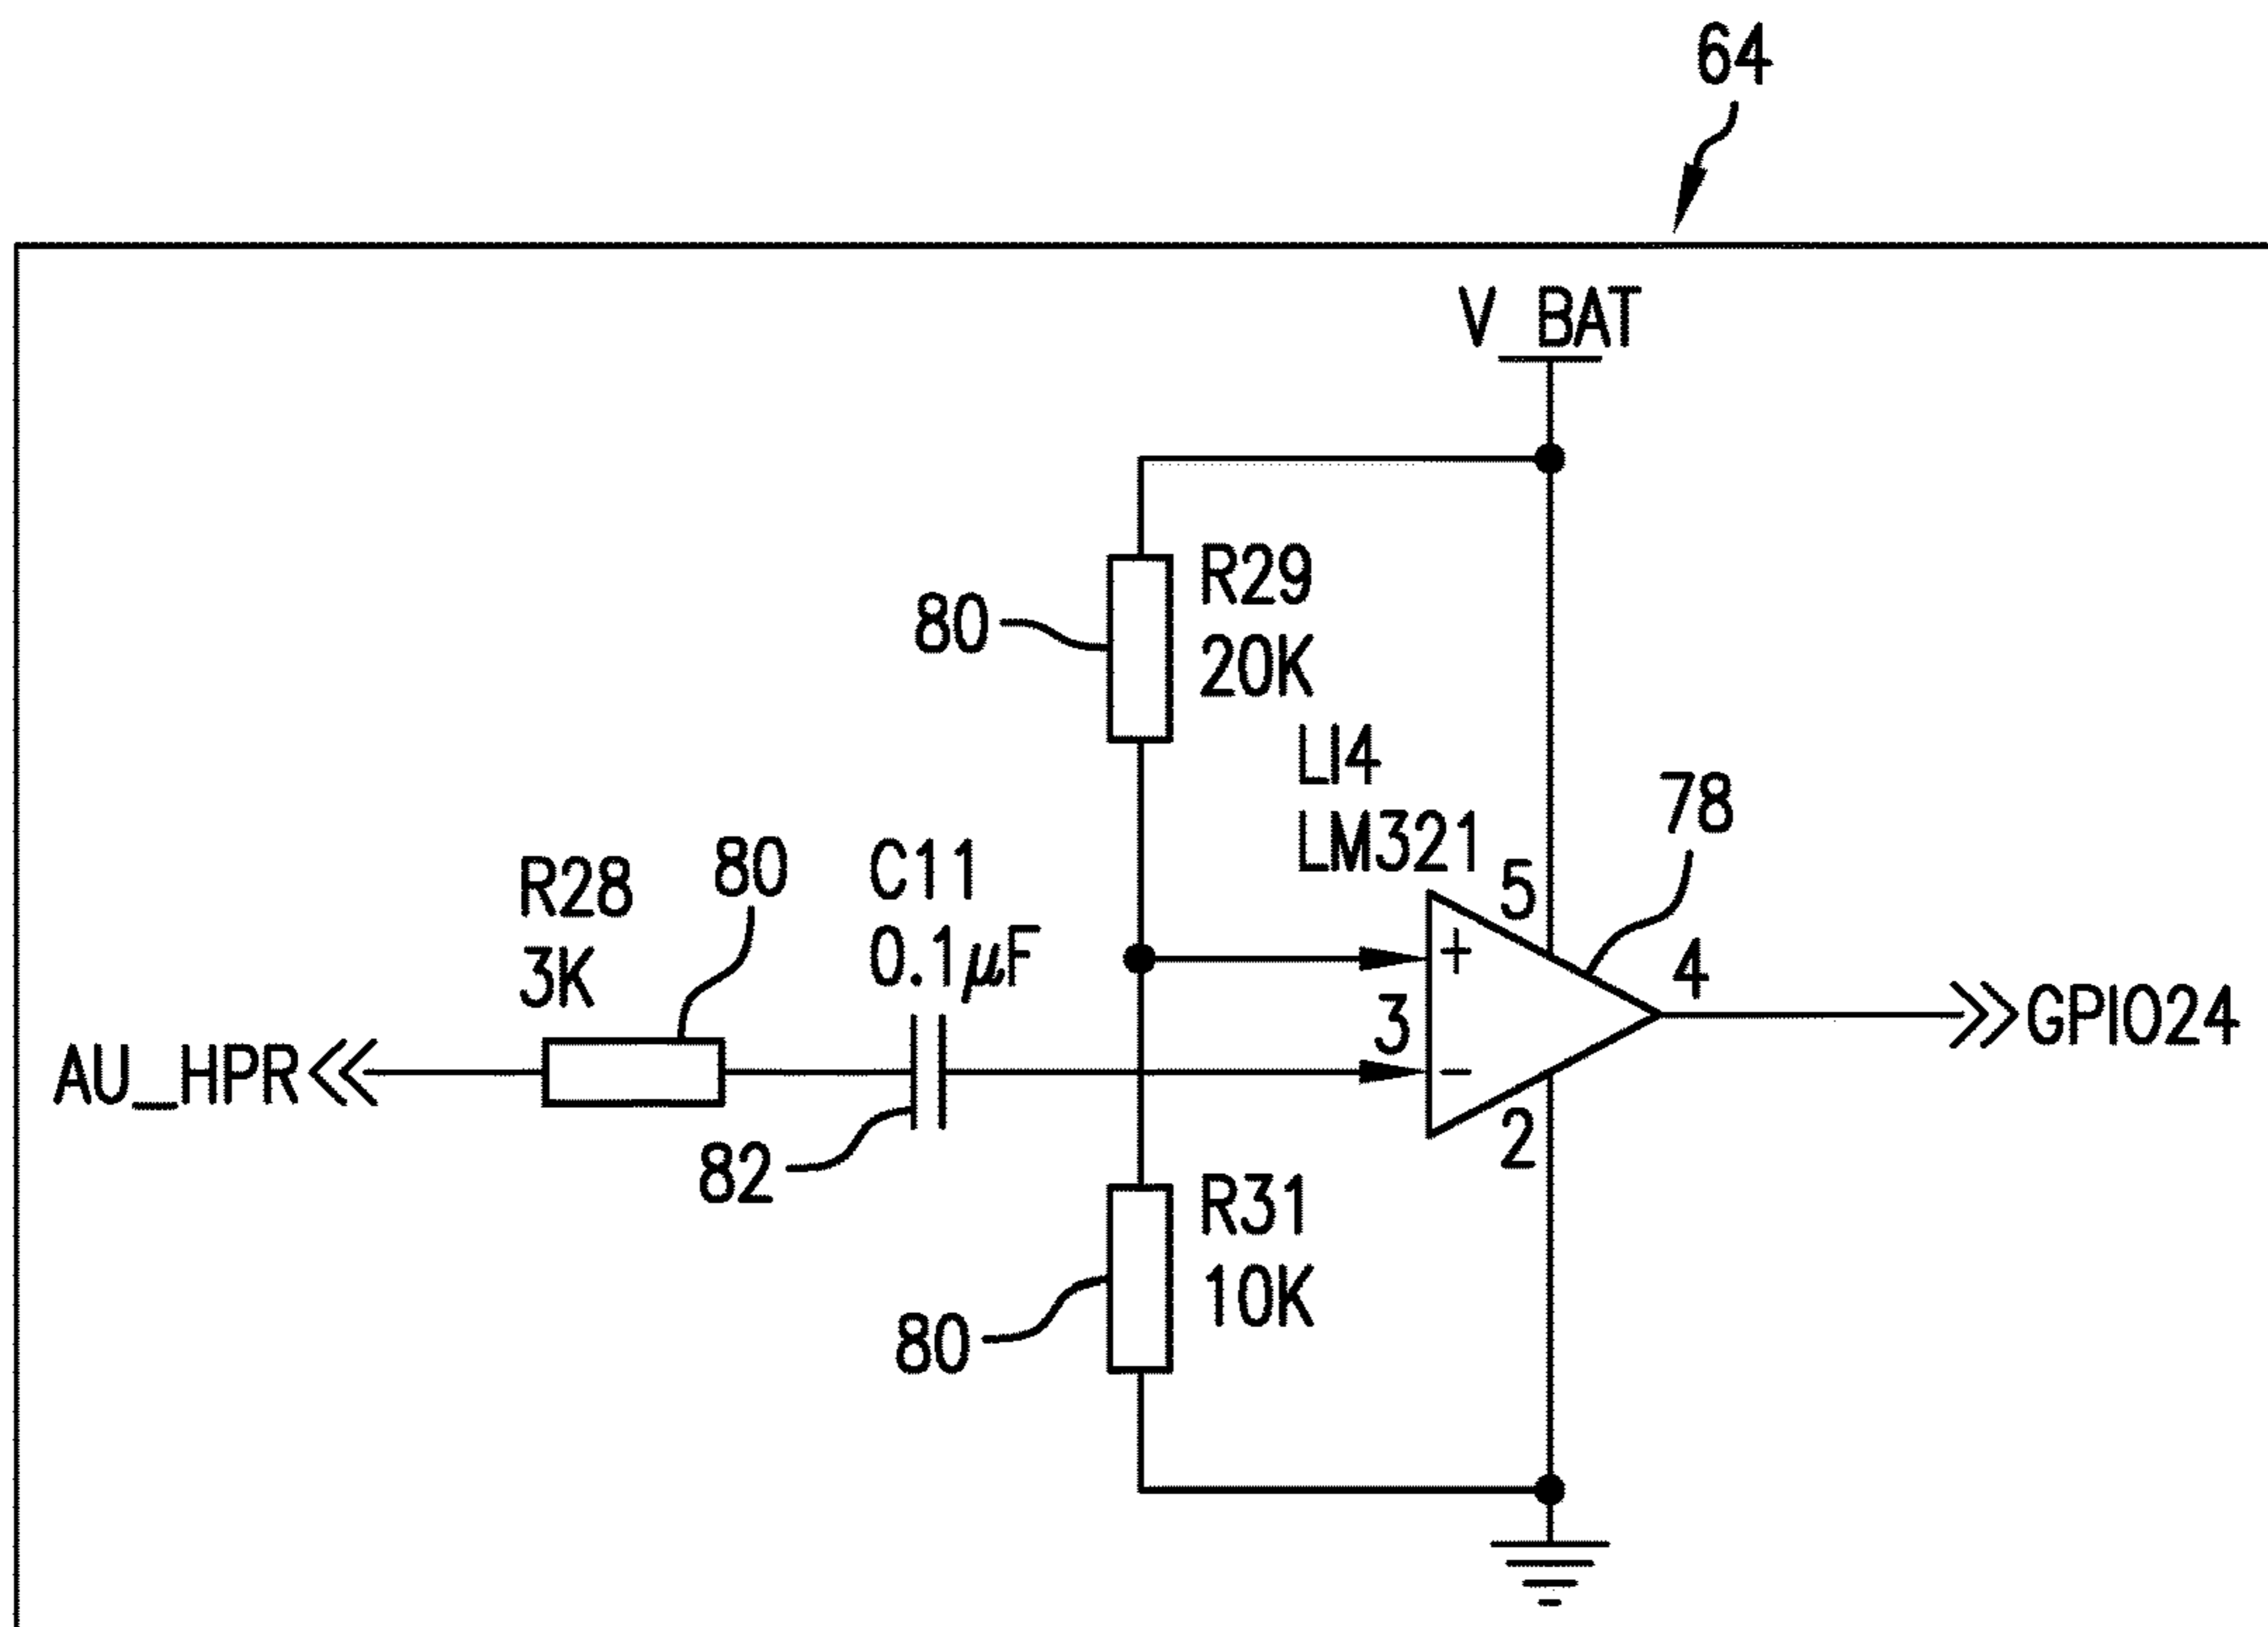 64
V_BAT
R29
80
20K
LI4
LM321
78
5
R28
80
C11
3K
0.1μF
+
4
3
AU_HPR
GPIO24
-
2
82
R31
10K
80